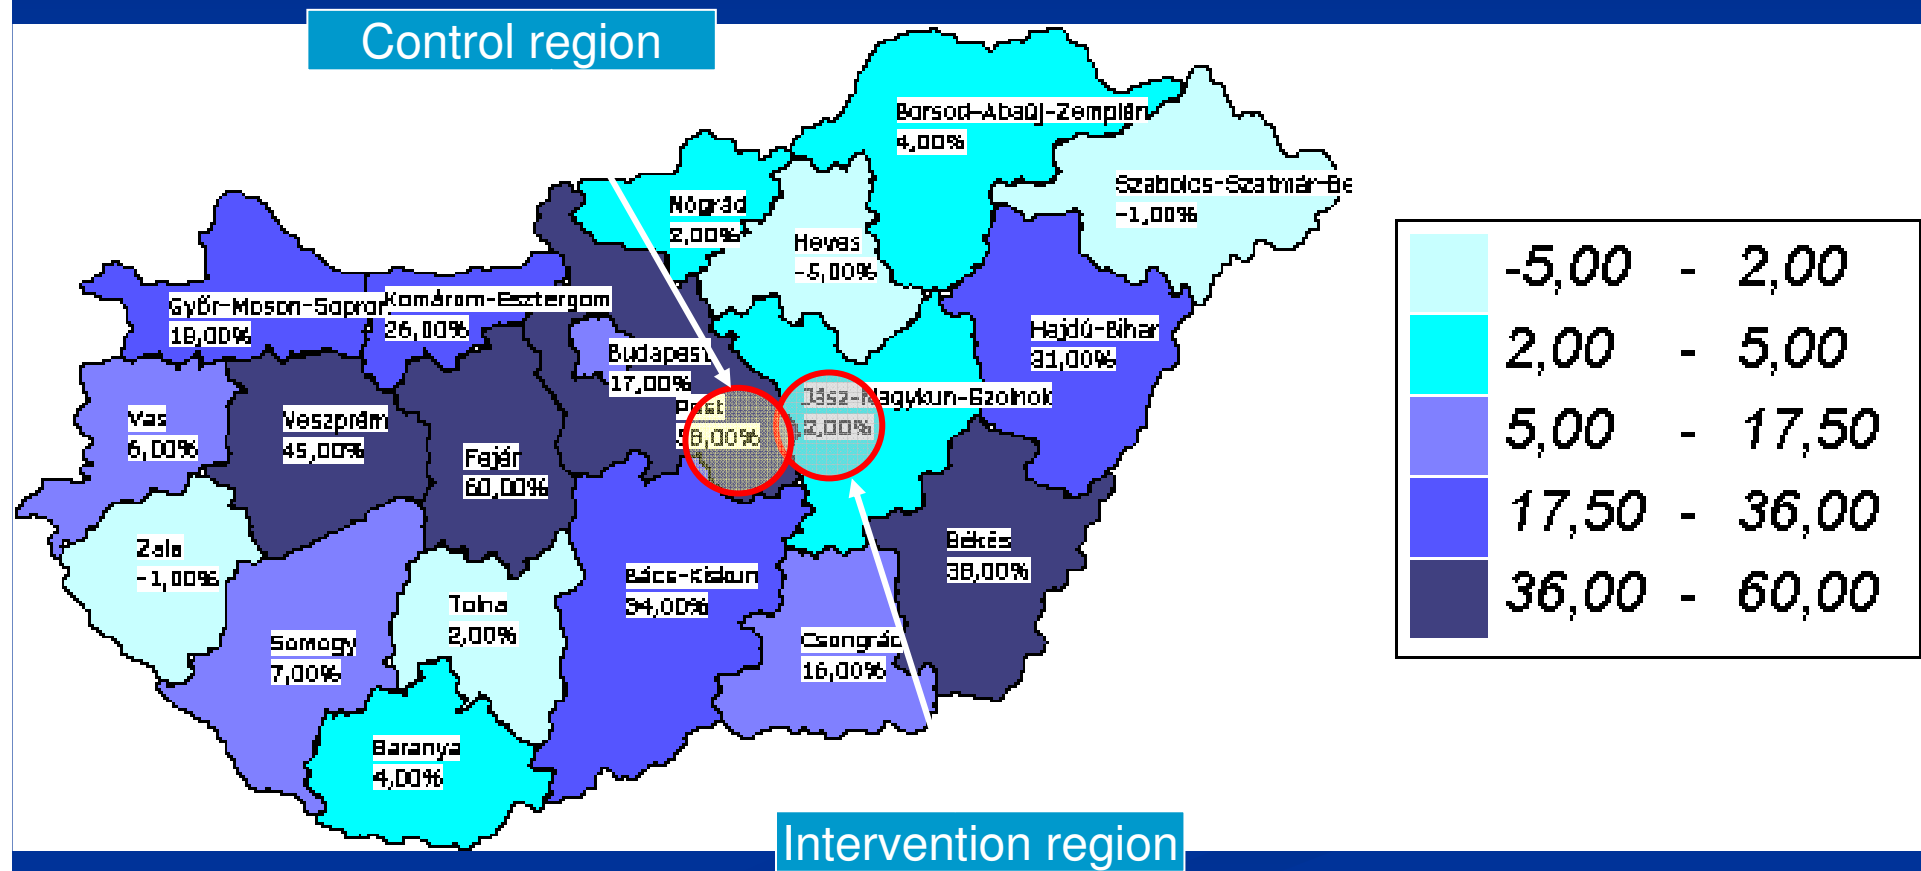 Control region
Borsod-Abaúj-Zemplén
4,00%
Szabolcs-Szatmár-Be
-1,00%
Nógrád
2,00%
Heves
-5,00%
Győr-Moson-Sopron
18,00%
Komárom-Esztergom
26,00%
Hajdú-Bihar
31,00%
Budapest
17,00%
Pest
Jász-Nagykun-Szolnok
2,00%
Vas
6,00%
Veszprém
45,00%
Fejér
60,00%
Zala
-1,00%
Békés
38,00%
Bács-Kiskun
34,00%
Tolna
2,00%
Somogy
7,00%
Csongrád
16,00%
Baranya
4,00%
Intervention region
-5,00 - 2,00
2,00 - 5,00
5,00 - 17,50
17,50 - 36,00
36,00 - 60,00